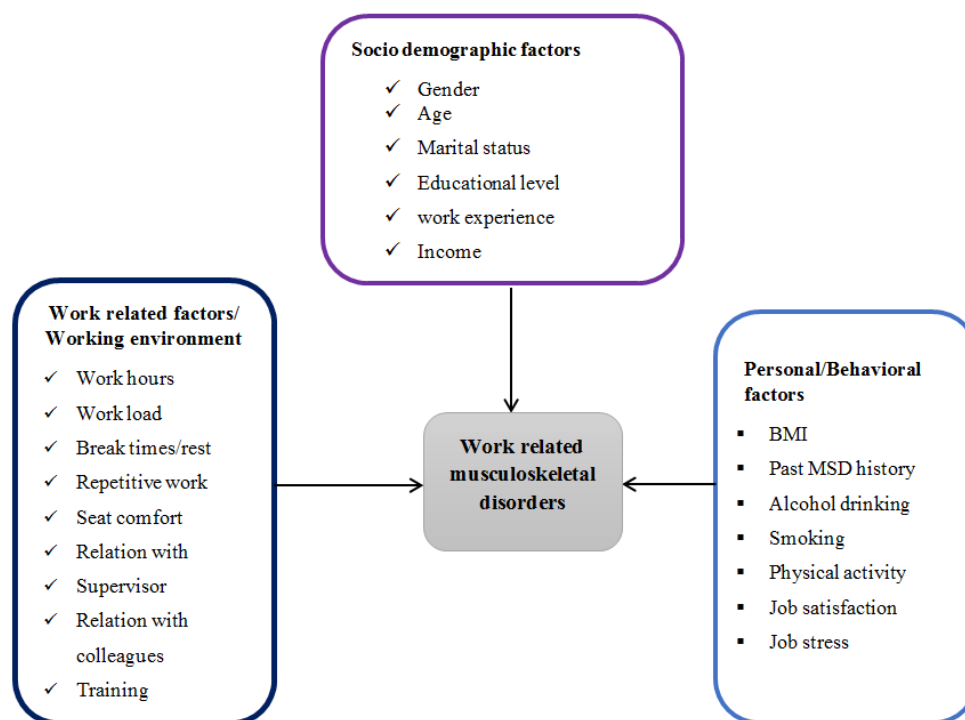 Socio demographic factors
✓ Gender
✓ Age
✓ Marital status
✓ Educational level
✓ work experience
✓ Income
Work related factors/
Working environment
✓ Work hours
✓ Work load
✓ Break times/rest
✓ Repetitive work
✓ Seat comfort
✓ Relation with
✓ Supervisor
✓ Relation with
colleagues
✓ Training
Work related
musculoskeletal
disorders
Personal/Behavioral
factors
▪ BMI
▪ Past MSD history
▪ Alcohol drinking
▪ Smoking
▪ Physical activity
▪ Job satisfaction
▪ Job stress